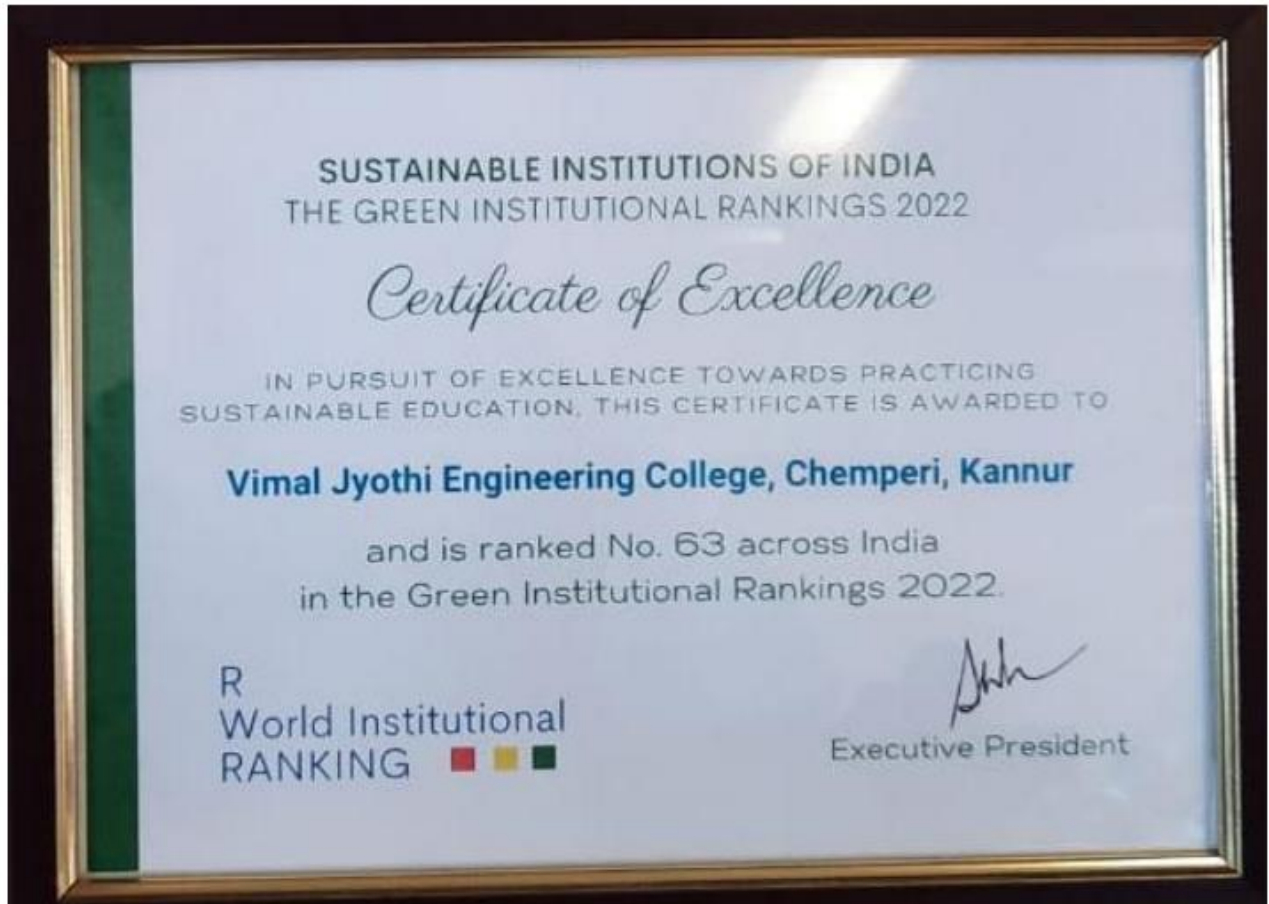 SUSTAINABLE INSTITUTIONS OF INDIA
THE GREEN INSTITUTIONAL RANKINGS 2022
Certificate of Excellence
IN PURSUIT OF EXCELLENCE TOWARDS PRACTICING
SUSTAINABLE EDUCATION, THIS CERTIFICATE IS AWARDED TO
Vimal Jyothi Engineering College, Chemperi, Kannur
and is ranked No. 63 across India
in the Green Institutional Rankings 2022.
R
World Institutional
RANKING
Executive President